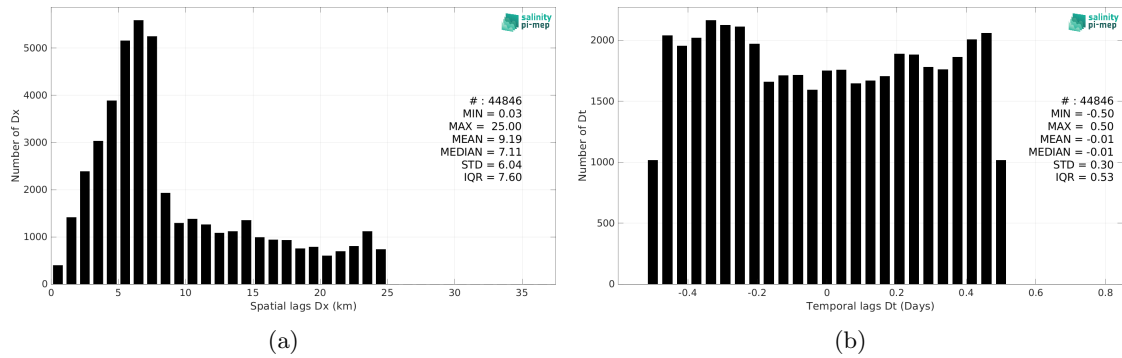 salinity
pi-mep
5000
4000
3000
2000
1000
0
Number of Dx
# : 44846
MIN = 0.03
MAX = 25.00
MEAN = 9.19
MEDIAN = 7.11
STD = 6.04
IQR = 7.60
0 5 10 15 20 25 30 35
Spatial lags Dx (km)
(a)
salinity
pi-mep
2000
1500
1000
500
0
Number of Dt
# : 44846
MIN = -0.50
MAX = 0.50
MEAN = -0.01
MEDIAN = -0.01
STD = 0.30
IQR = 0.53
-0.4 -0.2 0 0.2 0.4 0.6 0.8
Temporal lags Dt (Days)
(b)